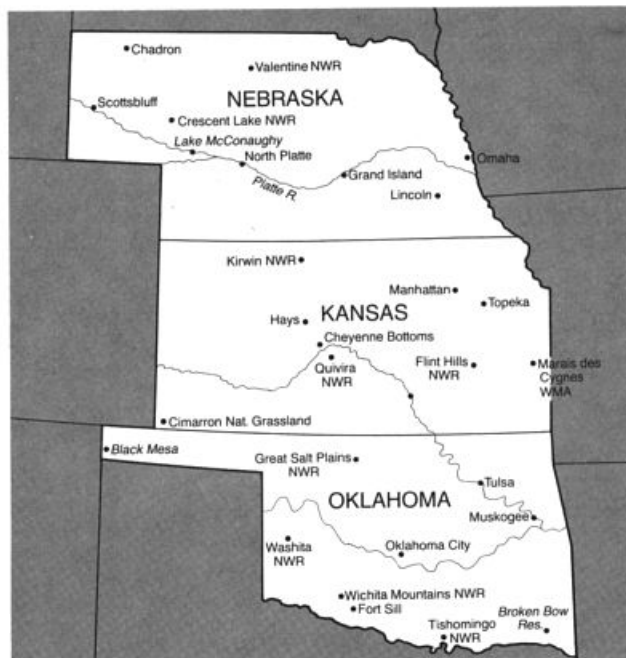 Chadron
Valentine NWR
NEBRASKA
Scottsbluff
Crescent Lake NWR
Lake McConaughy
North Platte
Omaha
Platte R.
Grand Island
Lincoln
Kirwin NWR
Manhattan
Topeka
KANSAS
Hays
Cheyenne Bottoms
Quivira
NWR
Flint Hills
NWR
Marais des
Cygnes
WMA
Cimarron Nat. Grassland
Black Mesa
Great Salt Plains
NWR
Tulsa
OKLAHOMA
Muskogee
Washita
NWR
Oklahoma City
Wichita Mountains NWR
Fort Sill
Broken Bow
Res.
Tishomingo
NWR